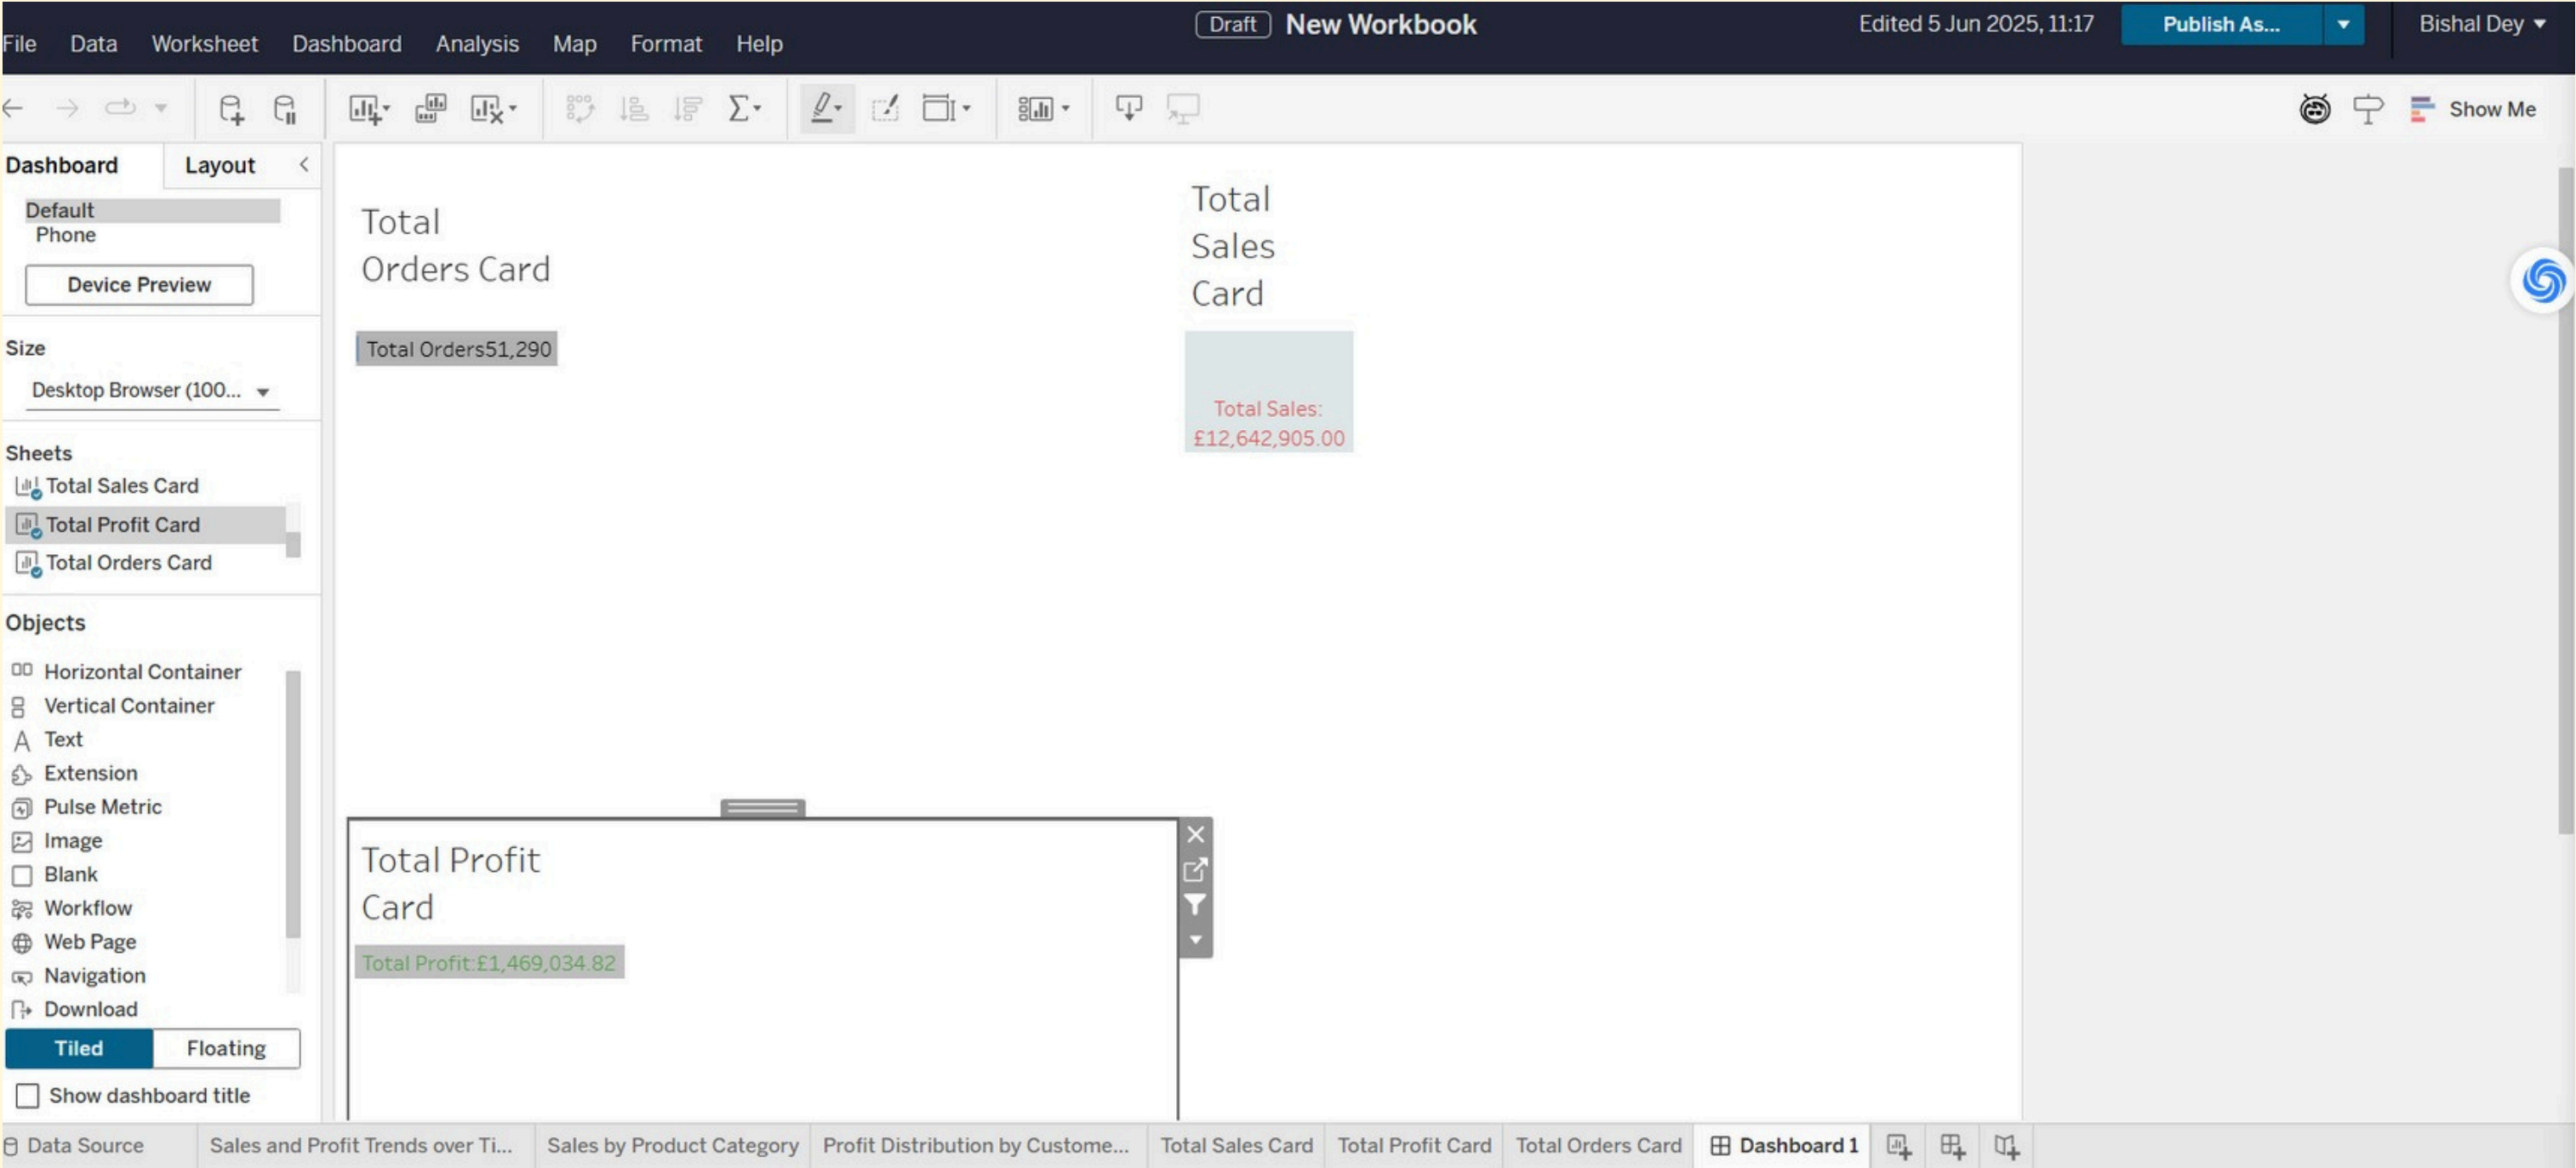 Draft New Workbook
Edited 5 Jun 2025, 11:17
Publish As...
Bishal Dey
File Data Worksheet Dashboard Analysis Map Format Help
Show Me
Dashboard Layout
Default
Phone
Device Preview
Size
Desktop Browser (100...
Sheets
Total Sales Card
Total Profit Card
Total Orders Card
Objects
Horizontal Container
Vertical Container
Text
Extension
Pulse Metric
Image
Blank
Workflow
Web Page
Navigation
Download
Tiled Floating
Show dashboard title
Total
Orders Card
Total Orders51,290
Total
Sales
Card
Total Sales:
£12,642,905.00
Total Profit
Card
Total Profit:£1,469,034.82
Data Source Sales and Profit Trends over Ti... Sales by Product Category Profit Distribution by Custome... Total Sales Card Total Profit Card Total Orders Card Dashboard 1